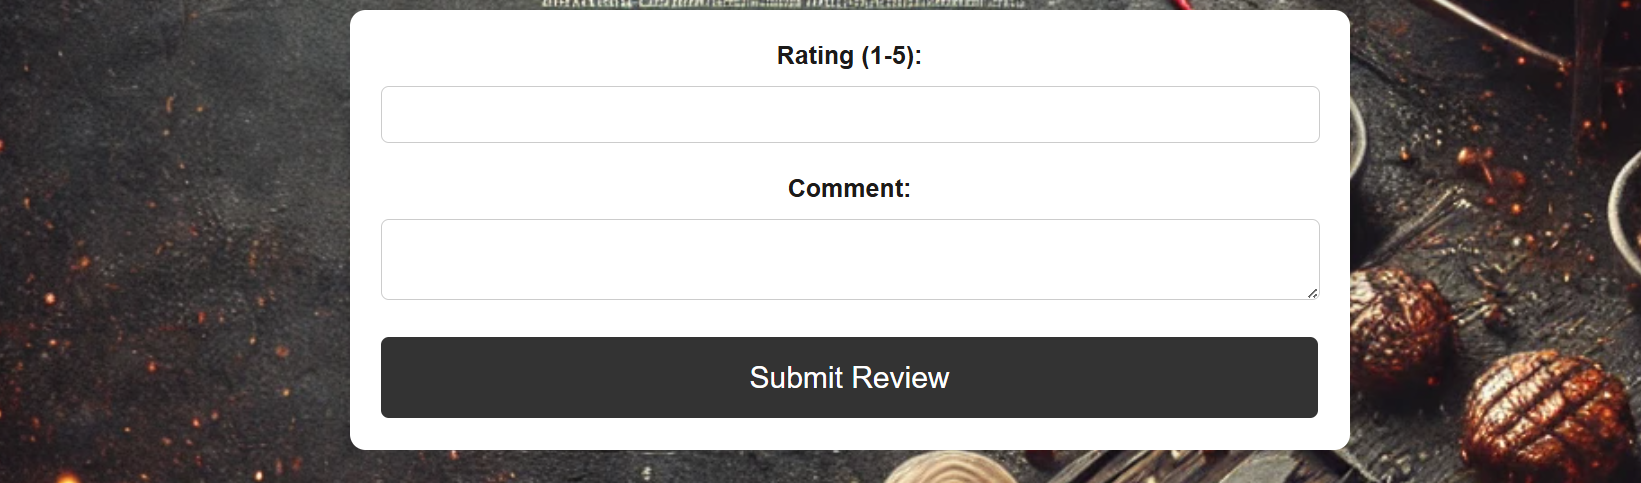 Rating (1-5):
Comment:
Submit Review